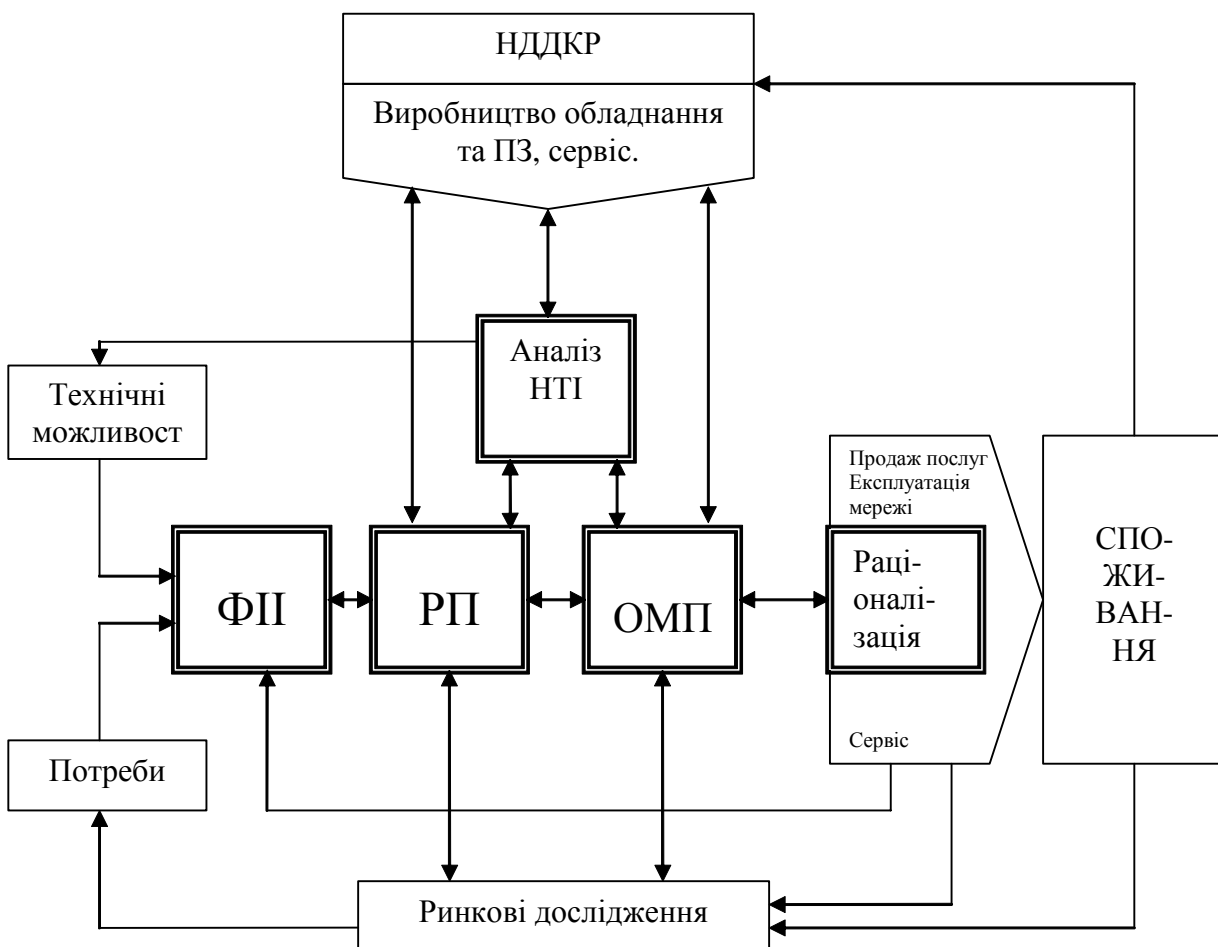 НДДКР
Виробництво обладнання
та ПЗ, сервіс.
Аналіз
НТІ
Технічні
можливост
Продаж послуг
Експлуатація
мережі
ФІІ
РП
ОМП
Раці-
оналі-
зація
СПО-
ЖИ-
ВАН-
НЯ
Сервіс
Потреби
Ринкові дослідження